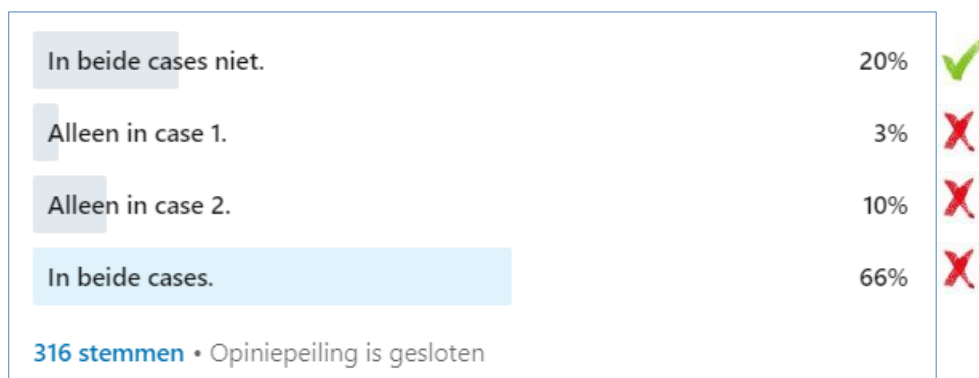 In beide cases niet. 20%
Alleen in case 1. 3%
Alleen in case 2. 10%
In beide cases. 66%
316 stemmen • Opiniepeiling is gesloten